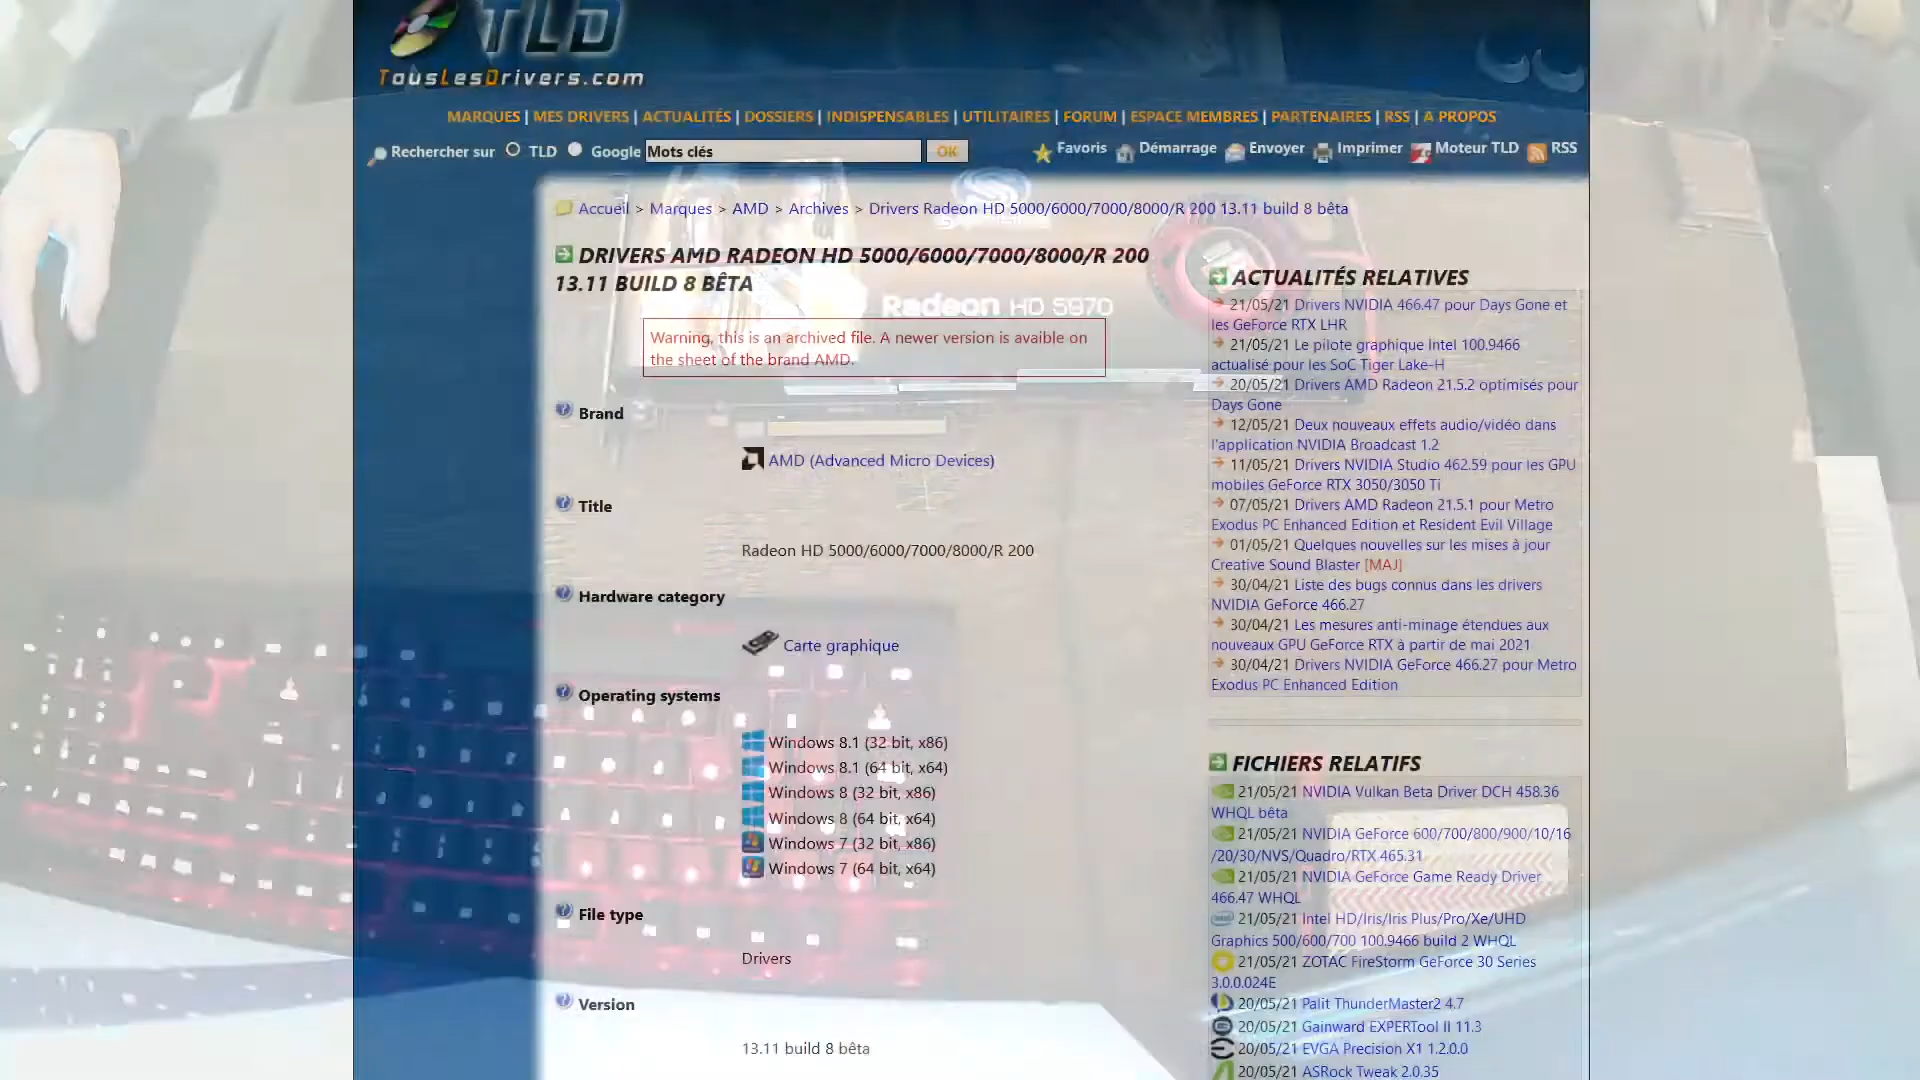 TLD
TousLesDrivers.com
MARQUES | MES DRIVERS | ACTUALITÉS | DOSSIERS | INDISPENSABLES | UTILITAIRES | FORUM | ESPACE MEMBRES | PARTENAIRES | RSS | A PROPOS
Rechercher sur TLD Google Mots clés OK Favoris Démarrage Envoyer Imprimer Moteur TLD RSS
Accueil > Marques > AMD > Archives > Drivers Radeon HD 5000/6000/7000/8000/R 200 13.11 build 8 bêta
DRIVERS AMD RADEON HD 5000/6000/7000/8000/R 200
13.11 BUILD 8 BÊTA
Radeon HD 5970
Warning, this is an archived file. A newer version is avaible on
the sheet of the brand AMD.
Brand
AMD (Advanced Micro Devices)
Title
Radeon HD 5000/6000/7000/8000/R 200
Hardware category
Carte graphique
Operating systems
Windows 8.1 (32 bit, x86)
Windows 8.1 (64 bit, x64)
Windows 8 (32 bit, x86)
Windows 8 (64 bit, x64)
Windows 7 (32 bit, x86)
Windows 7 (64 bit, x64)
File type
Drivers
Version
13.11 build 8 bêta
ACTUALITÉS RELATIVES
21/05/21 Drivers NVIDIA 466.47 pour Days Gone et
les GeForce RTX LHR
21/05/21 Le pilote graphique Intel 100.9466
actualisé pour les SoC Tiger Lake-H
20/05/21 Drivers AMD Radeon 21.5.2 optimisés pour
Days Gone
12/05/21 Deux nouveaux effets audio/vidéo dans
l'application NVIDIA Broadcast 1.2
11/05/21 Drivers NVIDIA Studio 462.59 pour les GPU
mobiles GeForce RTX 3050/3050 Ti
07/05/21 Drivers AMD Radeon 21.5.1 pour Metro
Exodus PC Enhanced Edition et Resident Evil Village
01/05/21 Quelques nouvelles sur les mises à jour
Creative Sound Blaster [MAJ]
30/04/21 Liste des bugs connus dans les drivers
NVIDIA GeForce 466.27
30/04/21 Les mesures anti-minage étendues aux
nouveaux GPU GeForce RTX à partir de mai 2021
30/04/21 Drivers NVIDIA GeForce 466.27 pour Metro
Exodus PC Enhanced Edition
FICHIERS RELATIFS
21/05/21 NVIDIA Vulkan Beta Driver DCH 458.36
WHQL bêta
21/05/21 NVIDIA GeForce 600/700/800/900/10/16
/20/30/NVS/Quadro/RTX 465.31
21/05/21 NVIDIA GeForce Game Ready Driver
466.47 WHQL
21/05/21 Intel HD/Iris/Iris Plus/Pro/Xe/UHD
Graphics 500/600/700 100.9466 build 2 WHQL
21/05/21 ZOTAC FireStorm GeForce 30 Series
3.0.0.024E
20/05/21 Palit ThunderMaster2 4.7
20/05/21 Gainward EXPERTool II 11.3
20/05/21 EVGA Precision X1 1.2.0.0
20/05/21 ASRock Tweak 2.0.35